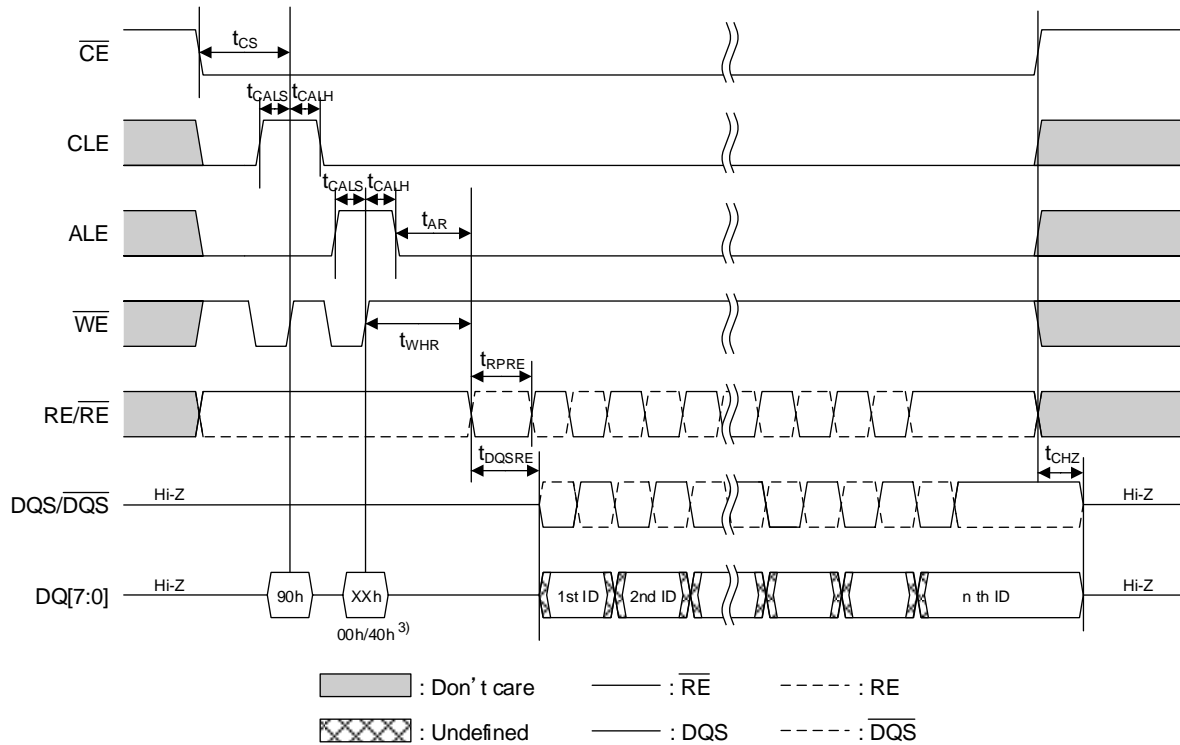 CE
tCS
tCALS tCALH
CLE
tCALS tCALH
ALE
tAR
WE
tWHR
tRPRE
RE/RE
tDQSRE
tCHZ
DQS/DQS Hi-Z Hi-Z
DQ[7:0] Hi-Z 90h XXh 1st ID 2nd ID n th ID Hi-Z
00h/40h 3)
: Don't care : RE : RE
: Undefined : DQS : DQS